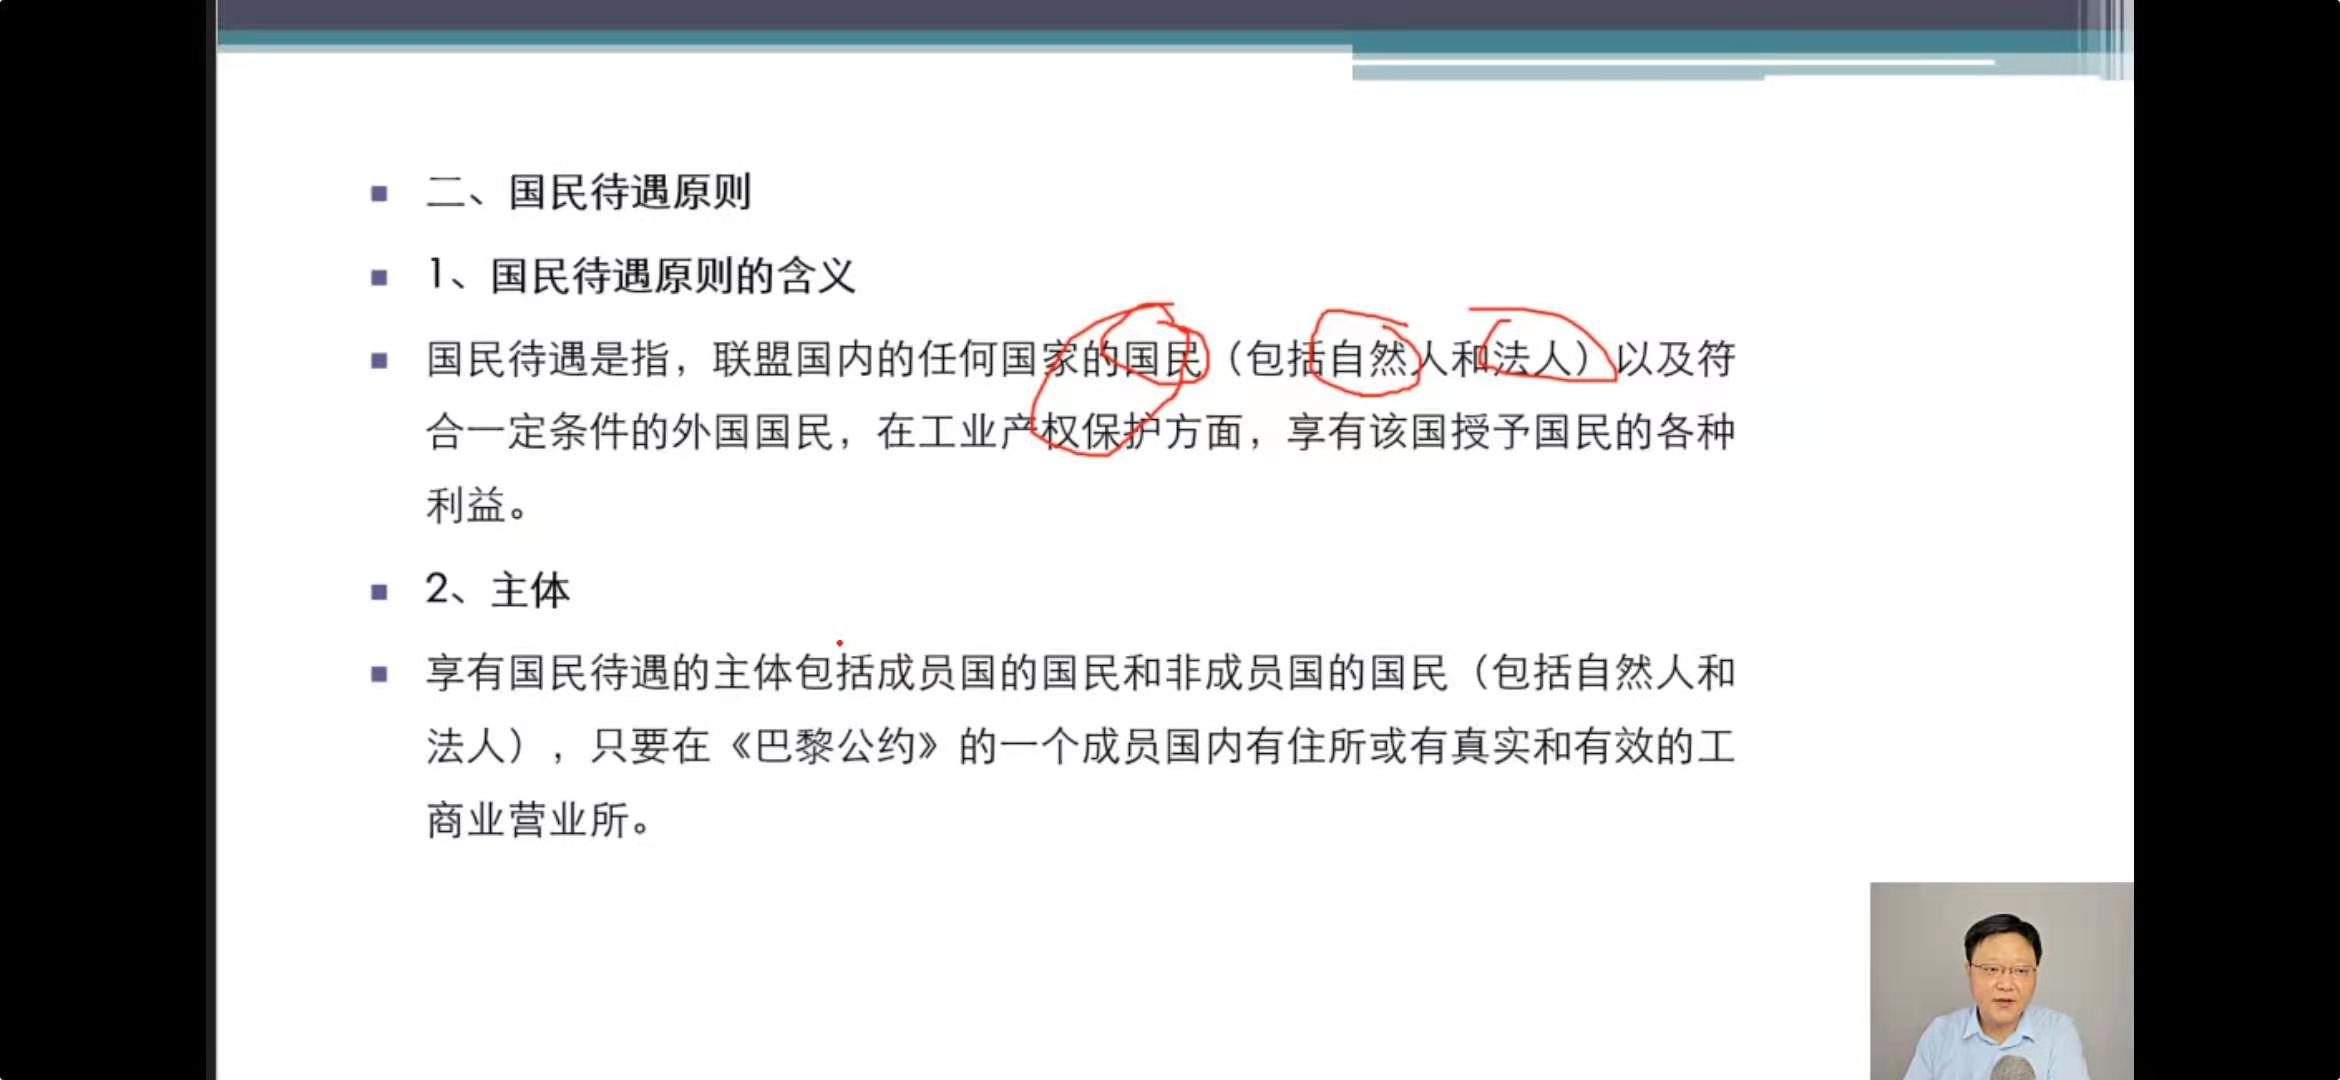 二、国民待遇原则
1、国民待遇原则的含义
国民待遇是指，联盟国内的任何国家的国民（包括自然人和法人）以及符
合一定条件的外国国民，在工业产权保护方面，享有该国授予国民的各种
利益。
2、主体
享有国民待遇的主体包括成员国的国民和非成员国的国民（包括自然人和
法人），只要在《巴黎公约》的一个成员国内有住所或有真实和有效的工
商业营业所。